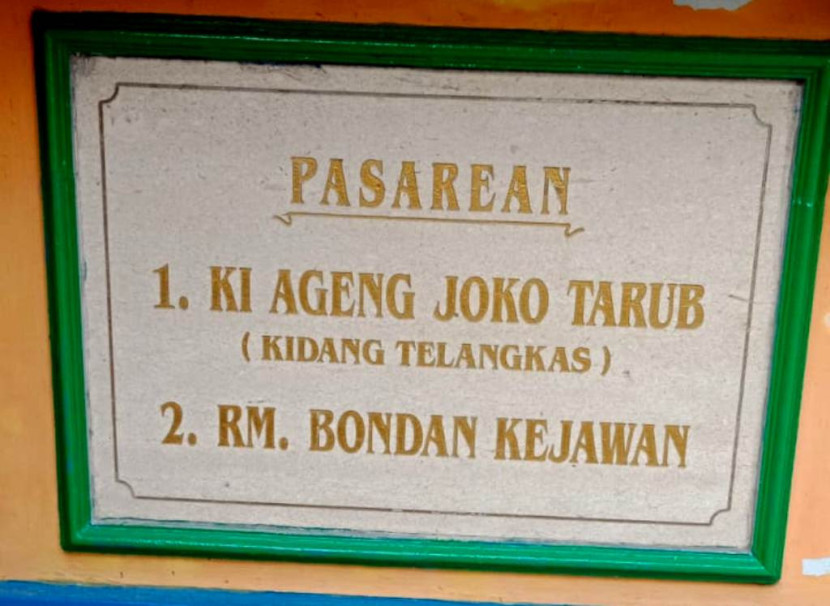 PASAREAN
1. KI AGENG JOKO TARUB
( KIDANG TELANGKAS )
2. RM. BONDAN KEJAWAN